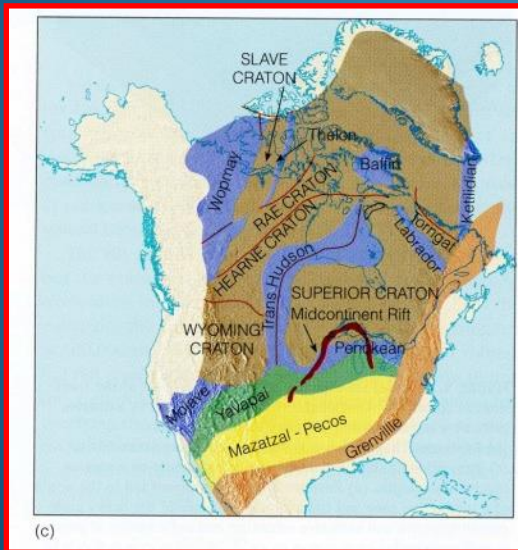 SLAVE
CRATON
Thelon
Wopmay
Baffin
Ketilidian
RAE CRATON
HEARNE CRATON
Torngat
Labrador
Trans Hudson
SUPERIOR CRATON
Midcontinent Rift
WYOMING
CRATON
Penokean
Mojave
Yavapai
Mazatzal - Pecos
Grenvillle
(c)